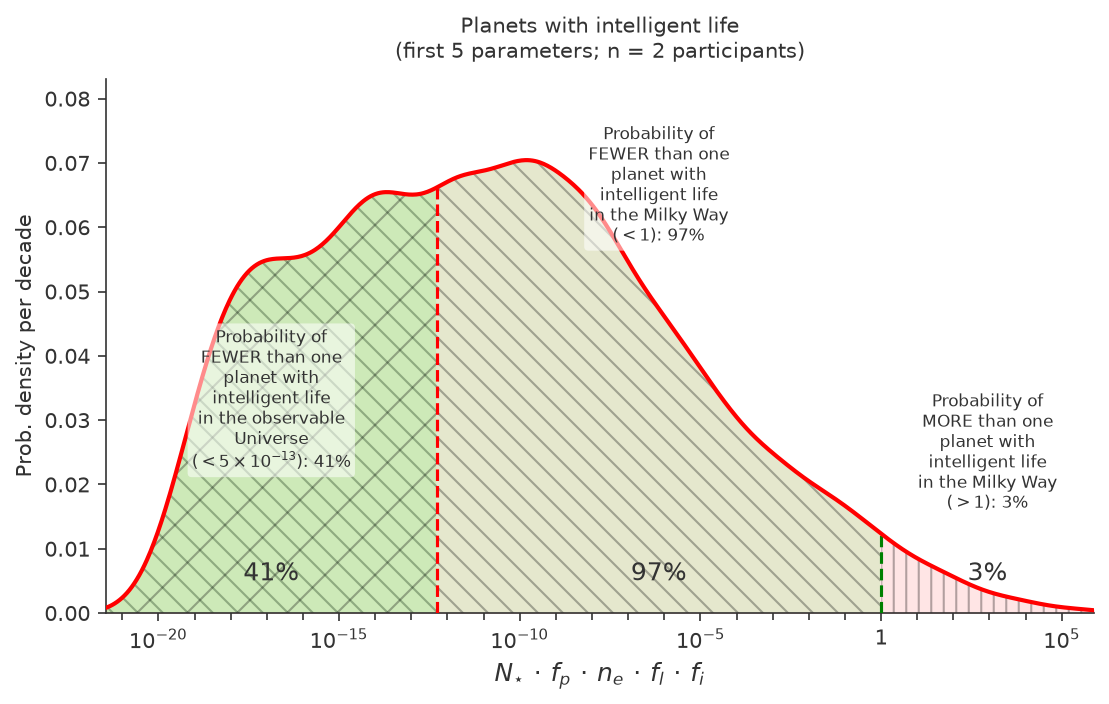 Planets with intelligent life
(first 5 parameters; n = 2 participants)
Prob. density per decade
0.08
0.07
0.06
0.05
0.04
0.03
0.02
0.01
0.00
Probability of
FEWER than one
planet with
intelligent life
in the Milky Way
(<1): 97%
Probability of
FEWER than one
planet with
intelligent life
in the observable
Universe
(<5×10⁻¹³): 41%
Probability of
MORE than one
planet with
intelligent life
in the Milky Way
(>1): 3%
41%
97%
3%
10⁻²⁰
10⁻¹⁵
10⁻¹⁰
10⁻⁵
1
10⁵
N⋆ · fₚ · nₑ · fₗ · fᵢ